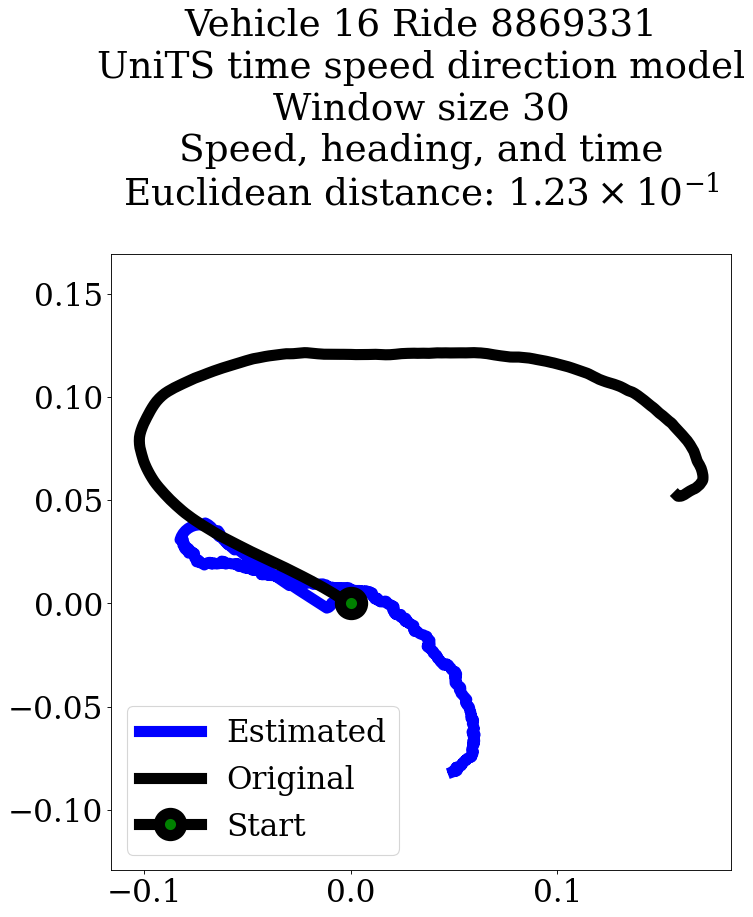 Vehicle 16 Ride 8869331
UniTS time speed direction model
Window size 30
Speed, heading, and time
Euclidean distance: 1.23 × 10⁻¹
0.15
0.10
0.05
0.00
−0.05
−0.10
Estimated
Original
Start
−0.1
0.0
0.1